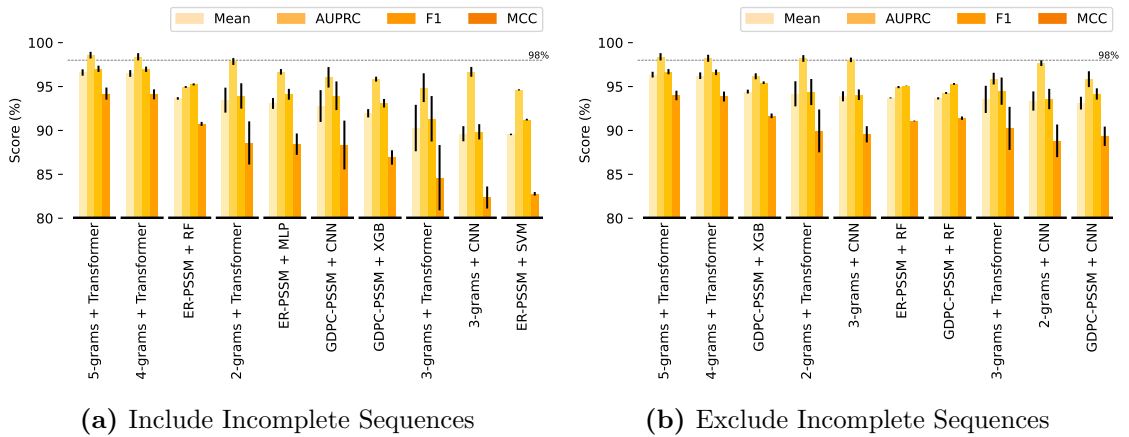 Mean AUPRC F1 MCC
100
98%
95
90
85
80
Score (%)
5-grams + Transformer
4-grams + Transformer
ER-PSSM + RF
2-grams + Transformer
ER-PSSM + MLP
GDPC-PSSM + CNN
GDPC-PSSM + XGB
3-grams + Transformer
3-grams + CNN
ER-PSSM + SVM
(a) Include Incomplete Sequences
Mean AUPRC F1 MCC
100
98%
95
90
85
80
Score (%)
5-grams + Transformer
4-grams + Transformer
GDPC-PSSM + XGB
2-grams + Transformer
3-grams + CNN
ER-PSSM + RF
GDPC-PSSM + RF
3-grams + Transformer
2-grams + CNN
GDPC-PSSM + CNN
(b) Exclude Incomplete Sequences